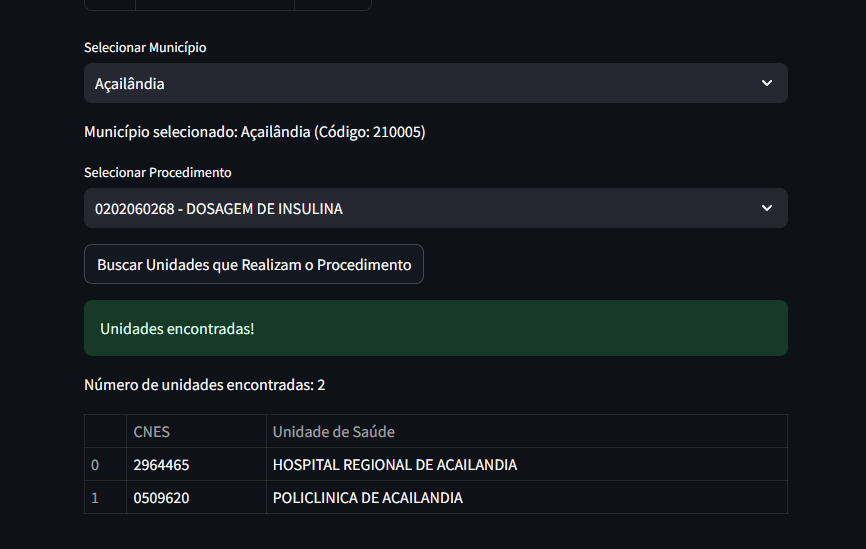 Selecionar Município
Açailândia
Município selecionado: Açailândia (Código: 210005)
Selecionar Procedimento
0202060268 - DOSAGEM DE INSULINA
Buscar Unidades que Realizam o Procedimento
Unidades encontradas!
Número de unidades encontradas: 2
CNES Unidade de Saúde
0 2964465 HOSPITAL REGIONAL DE ACAILANDIA
1 0509620 POLICLINICA DE ACAILANDIA